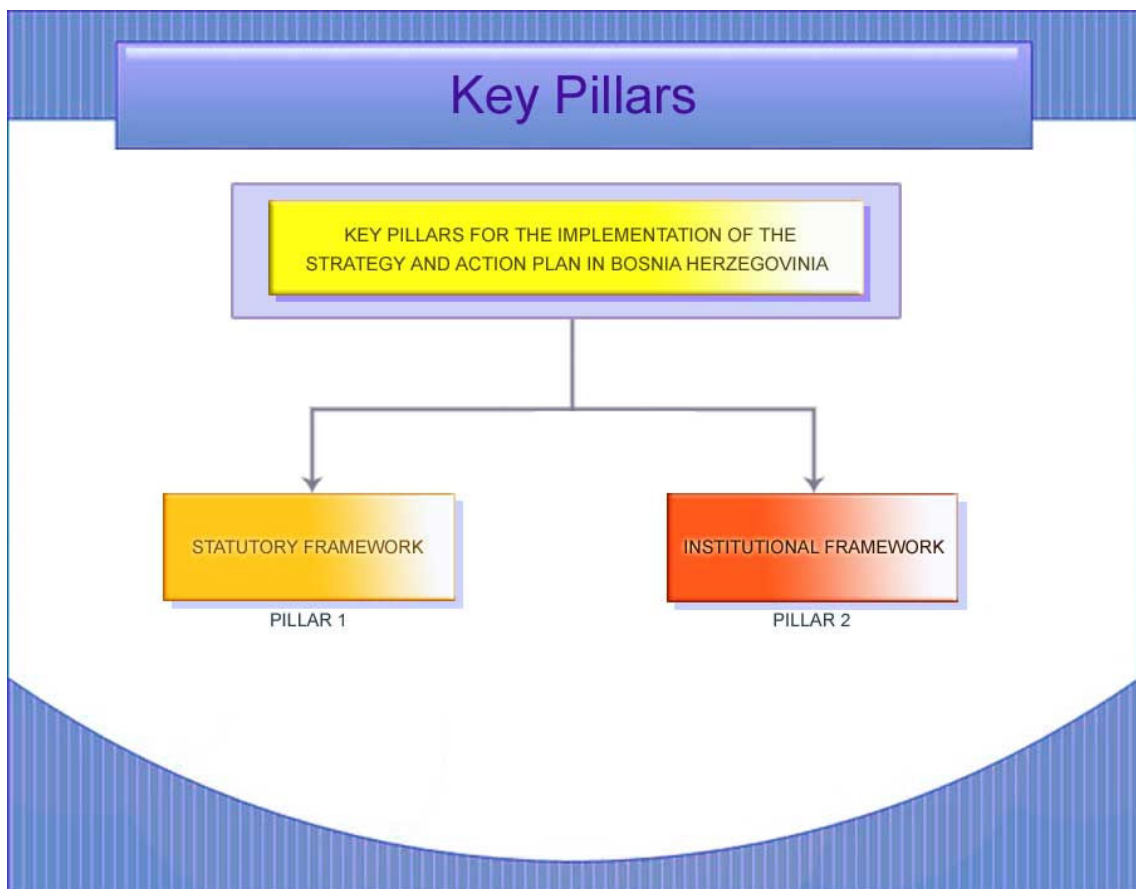 Key Pillars
KEY PILLARS FOR THE IMPLEMENTATION OF THE
STRATEGY AND ACTION PLAN IN BOSNIA HERZEGOVINIA
STATUTORY FRAMEWORK
PILLAR 1
INSTITUTIONAL FRAMEWORK
PILLAR 2